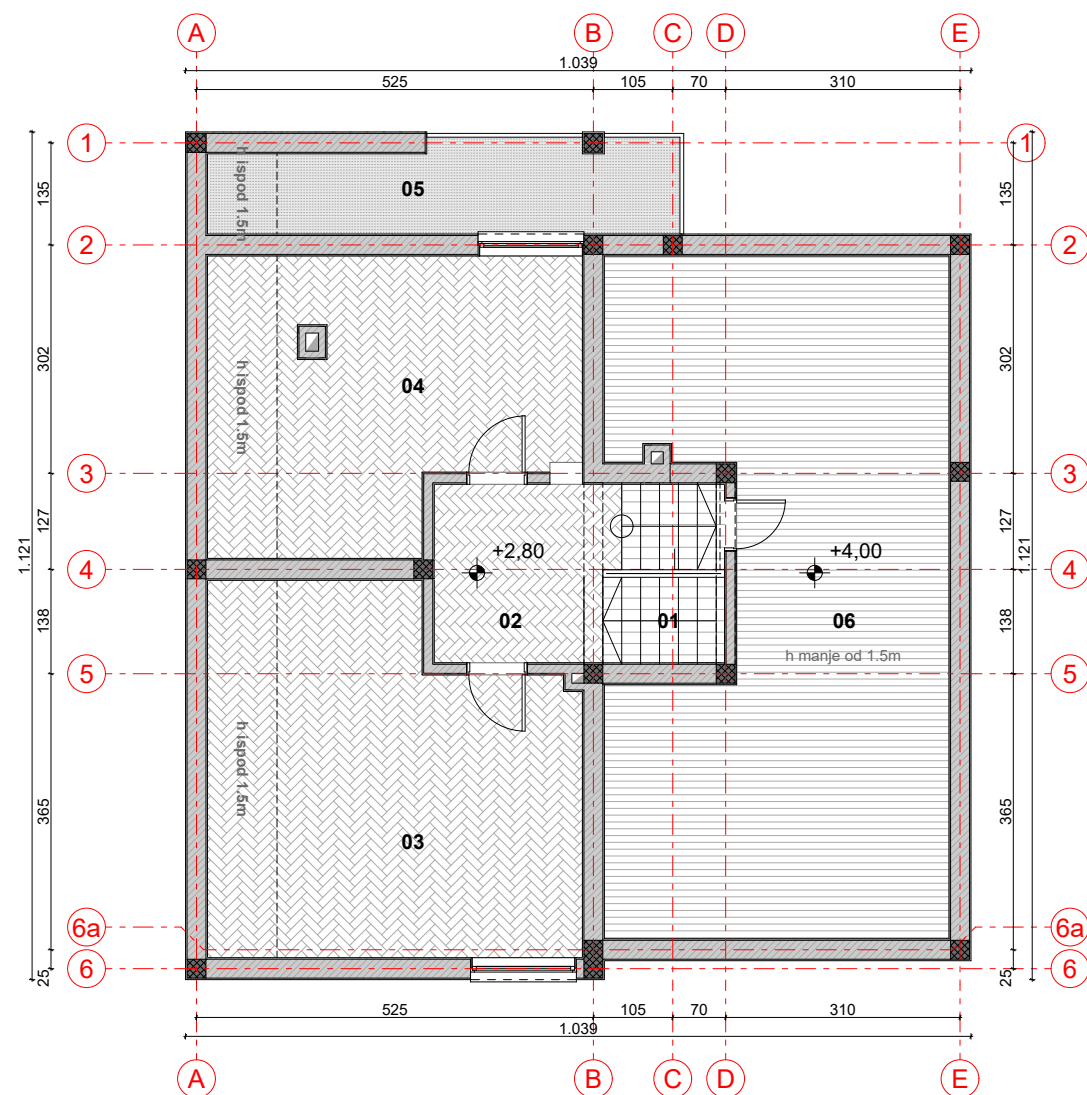 A B C D E
1.039
525 105 70 310
1 1
135 05 135
h ispod 1.5m
2 2
302 04 302
h ispod 1.5m
3 3
127 127
+2,80 +4,00
1.121 4 4 1.121
138 02 01 06 138
h manje od 1.5m
5 5
h ispod 1.5m
365 03 365
6a 6a
25 6 6 25
525 105 70 310
1.039
A B C D E